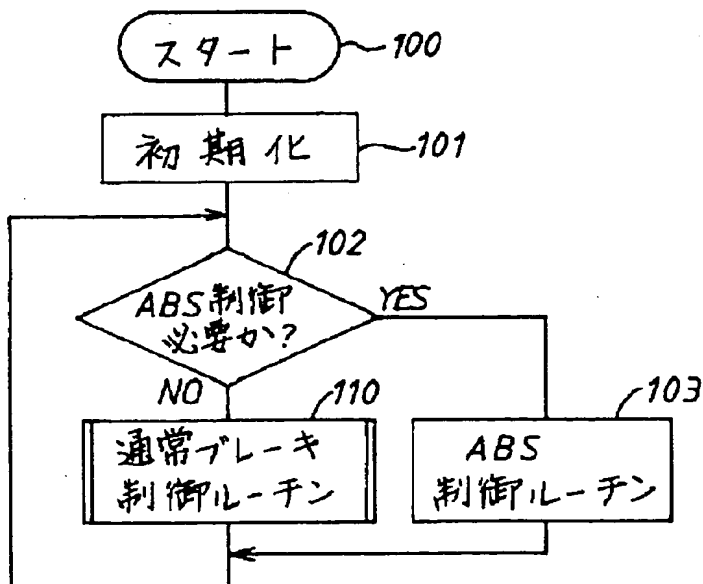 スタート
100
初期化
101
102
ABS制御
必要か?
YES
NO
110
103
通常ブレーキ
制御ルーチン
ABS
制御ルーチン